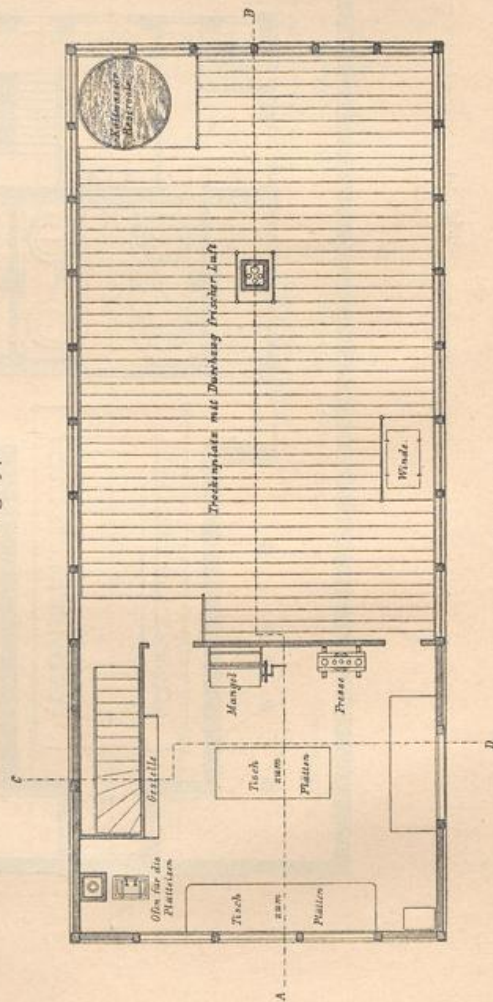 B
Kaltwasser
Reservoir.
Trockenplatz mit Durchzug frischer Luft
Winde.
Mangel
Presse
C
D
Gestelle
Tisch
zum
Plätten
Ofen für die
Plätteisen
Tisch
zum
Plätten
A